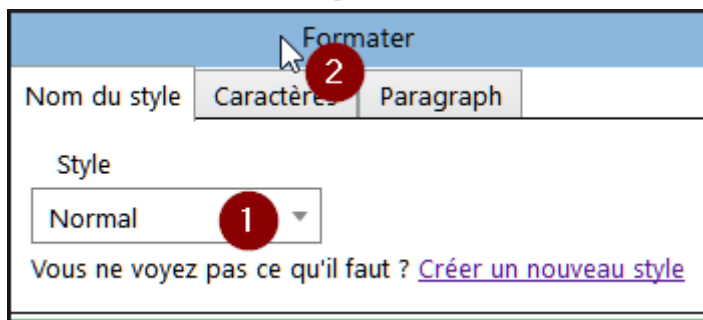 Formater
2
Nom du style Caractères Paragraph
Style
Normal 1
Vous ne voyez pas ce qu'il faut ? Créer un nouveau style